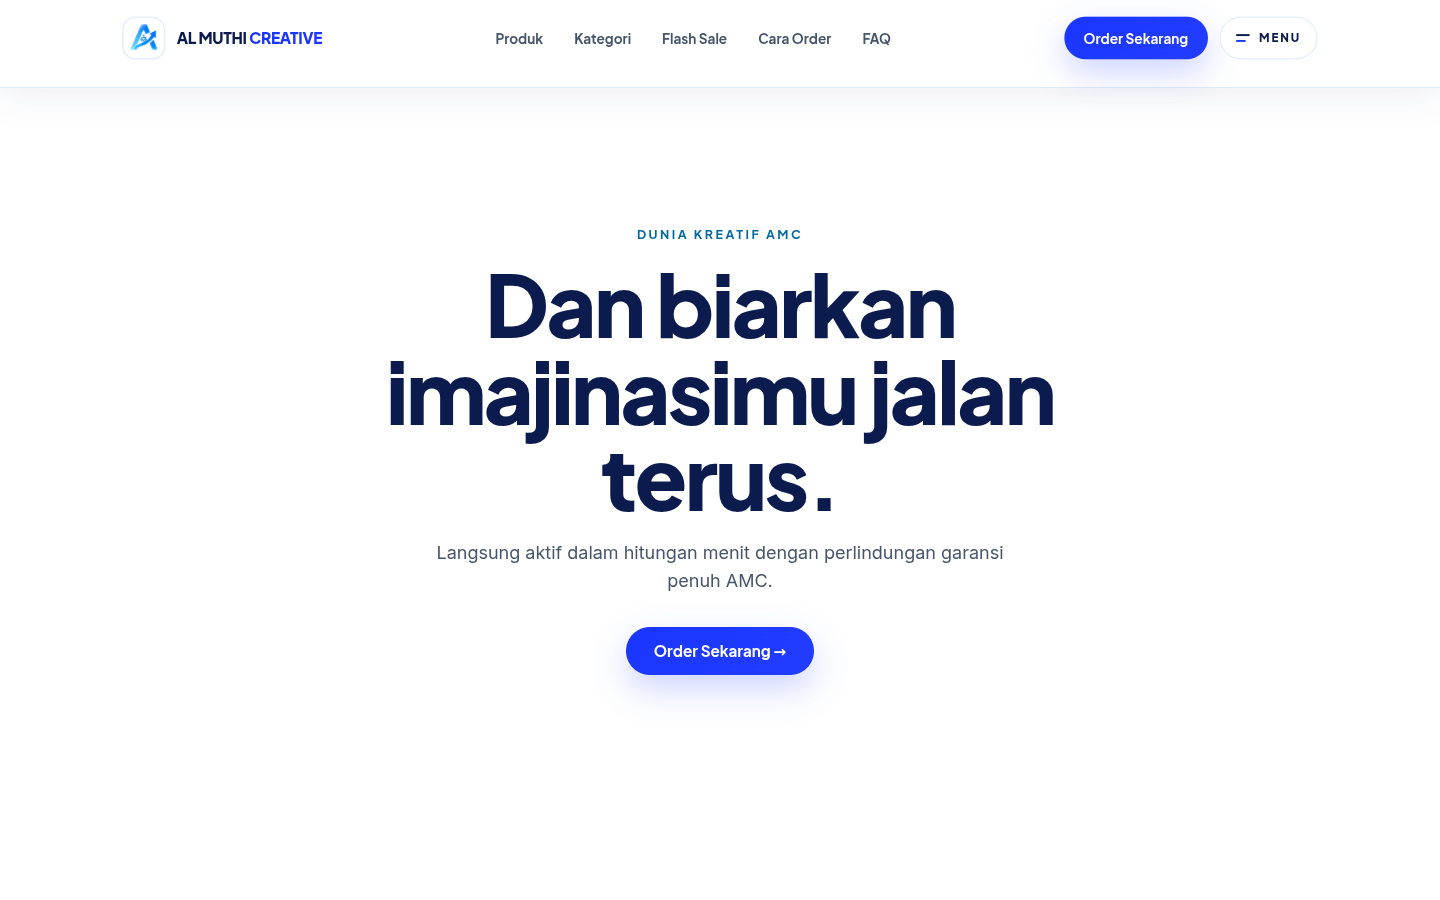 AL MUTHI CREATIVE
Produk
Kategori
Flash Sale
Cara Order
FAQ
Order Sekarang
MENU
DUNIA KREATIF AMC
Dan biarkan
imajinasimu jalan
terus.
Langsung aktif dalam hitungan menit dengan perlindungan garansi
penuh AMC.
Order Sekarang →